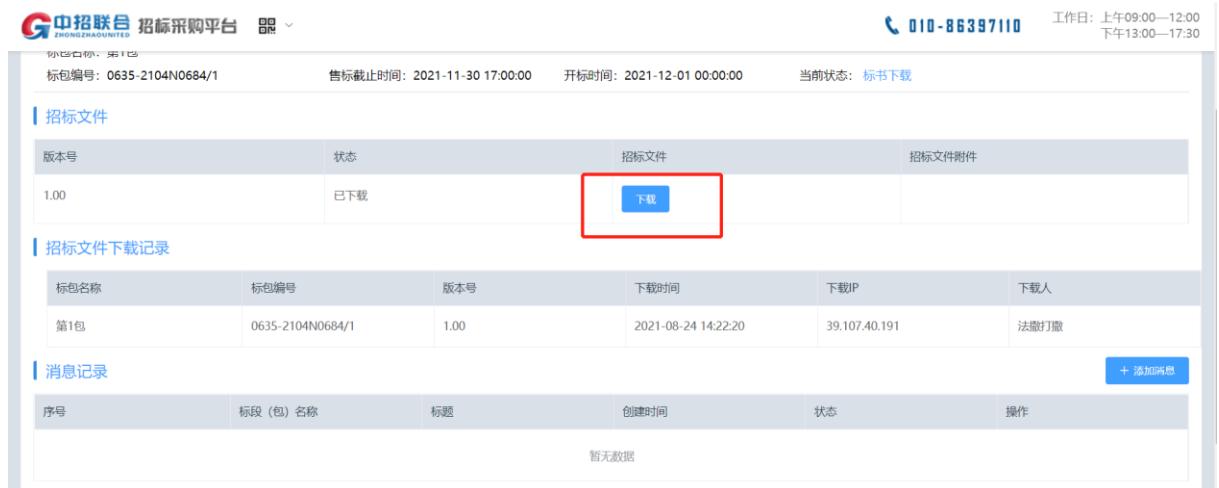 中招联合 招标采购平台
ZHONGZHAOUNITED
010-86397110
工作日：上午09:00—12:00
下午13:00—17:30
标包名称：第1包
标包编号：0635-2104N0684/1 售标截止时间：2021-11-30 17:00:00 开标时间：2021-12-01 00:00:00 当前状态：标书下载
招标文件
版本号 状态 招标文件 招标文件附件
1.00 已下载 下载
招标文件下载记录
标包名称 标包编号 版本号 下载时间 下载IP 下载人
第1包 0635-2104N0684/1 1.00 2021-08-24 14:22:20 39.107.40.191 法撒打撒
消息记录
+ 添加消息
序号 标段（包）名称 标题 创建时间 状态 操作
暂无数据